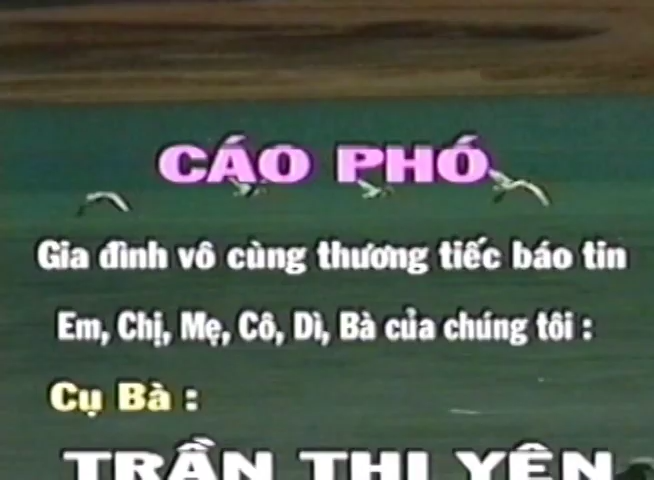 CÁO PHÓ
Gia đình vô cùng thương tiếc báo tin
Em, Chị, Mẹ, Cô, Dì, Bà của chúng tôi :
Cụ Bà :
TRẦN THI YÊN